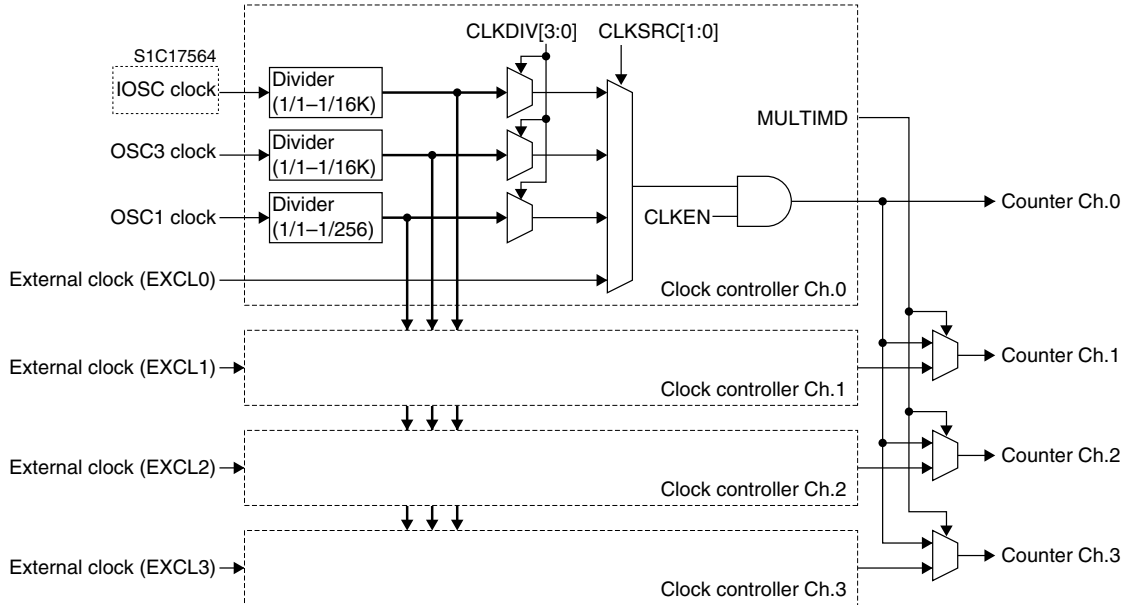 CLKDIV[3:0] CLKSRC[1:0]
S1C17564
IOSC clock
Divider
(1/1–1/16K)
MULTIMD
OSC3 clock
Divider
(1/1–1/16K)
OSC1 clock
Divider
(1/1–1/256)
CLKEN
Counter Ch.0
External clock (EXCL0)
Clock controller Ch.0
External clock (EXCL1)
Counter Ch.1
Clock controller Ch.1
External clock (EXCL2)
Counter Ch.2
Clock controller Ch.2
External clock (EXCL3)
Counter Ch.3
Clock controller Ch.3